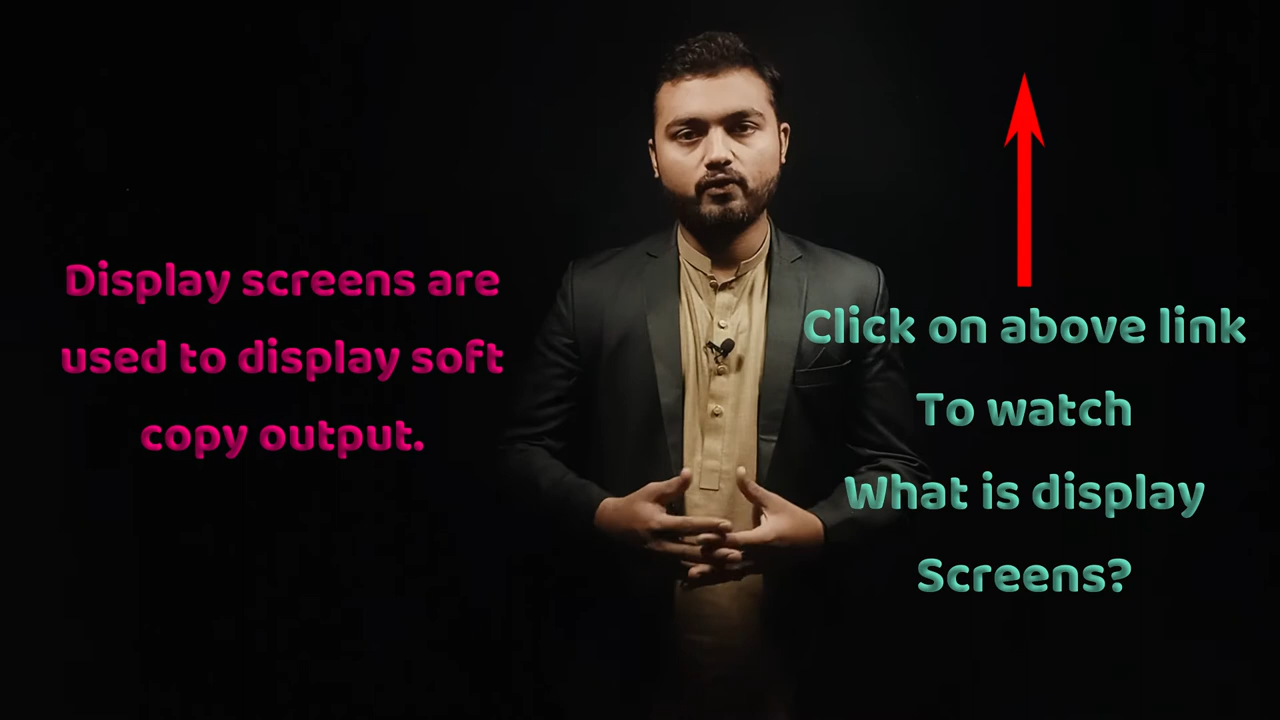 Display screens are
used to display soft
copy output.
Click on above link
To watch
What is display
Screens?